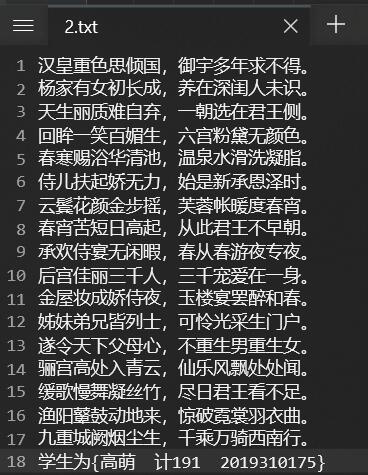 2.txt
1 汉皇重色思倾国，御宇多年求不得。
2 杨家有女初长成，养在深闺人未识。
3 天生丽质难自弃，一朝选在君王侧。
4 回眸一笑百媚生，六宫粉黛无颜色。
5 春寒赐浴华清池，温泉水滑洗凝脂。
6 侍儿扶起娇无力，始是新承恩泽时。
7 云鬓花颜金步摇，芙蓉帐暖度春宵。
8 春宵苦短日高起，从此君王不早朝。
9 承欢侍宴无闲暇，春从春游夜专夜。
10 后宫佳丽三千人，三千宠爱在一身。
11 金屋妆成娇侍夜，玉楼宴罢醉和春。
12 姊妹弟兄皆列士，可怜光采生门户。
13 遂令天下父母心，不重生男重生女。
14 骊宫高处入青云，仙乐风飘处处闻。
15 缓歌慢舞凝丝竹，尽日君王看不足。
16 渔阳鼙鼓动地来，惊破霓裳羽衣曲。
17 九重城阙烟尘生，千乘万骑西南行。
18 学生为{高萌  计191  2019310175}